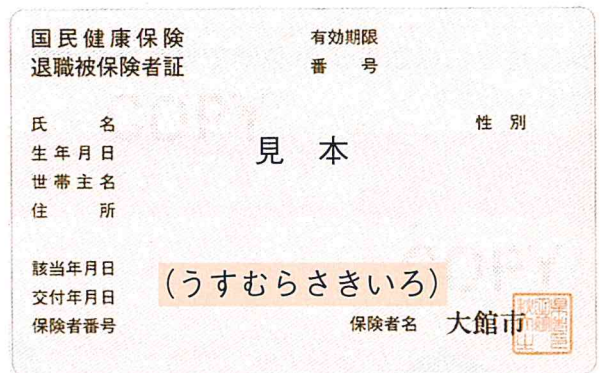 国民健康保険 有効期限
退職被保険者証 番 号
氏 名 性 別
生年月日 見 本
世帯主名
住 所
該当年月日 (うすむらさきいろ)
交付年月日
保険者番号 保険者名 大館市
COPY
COPY